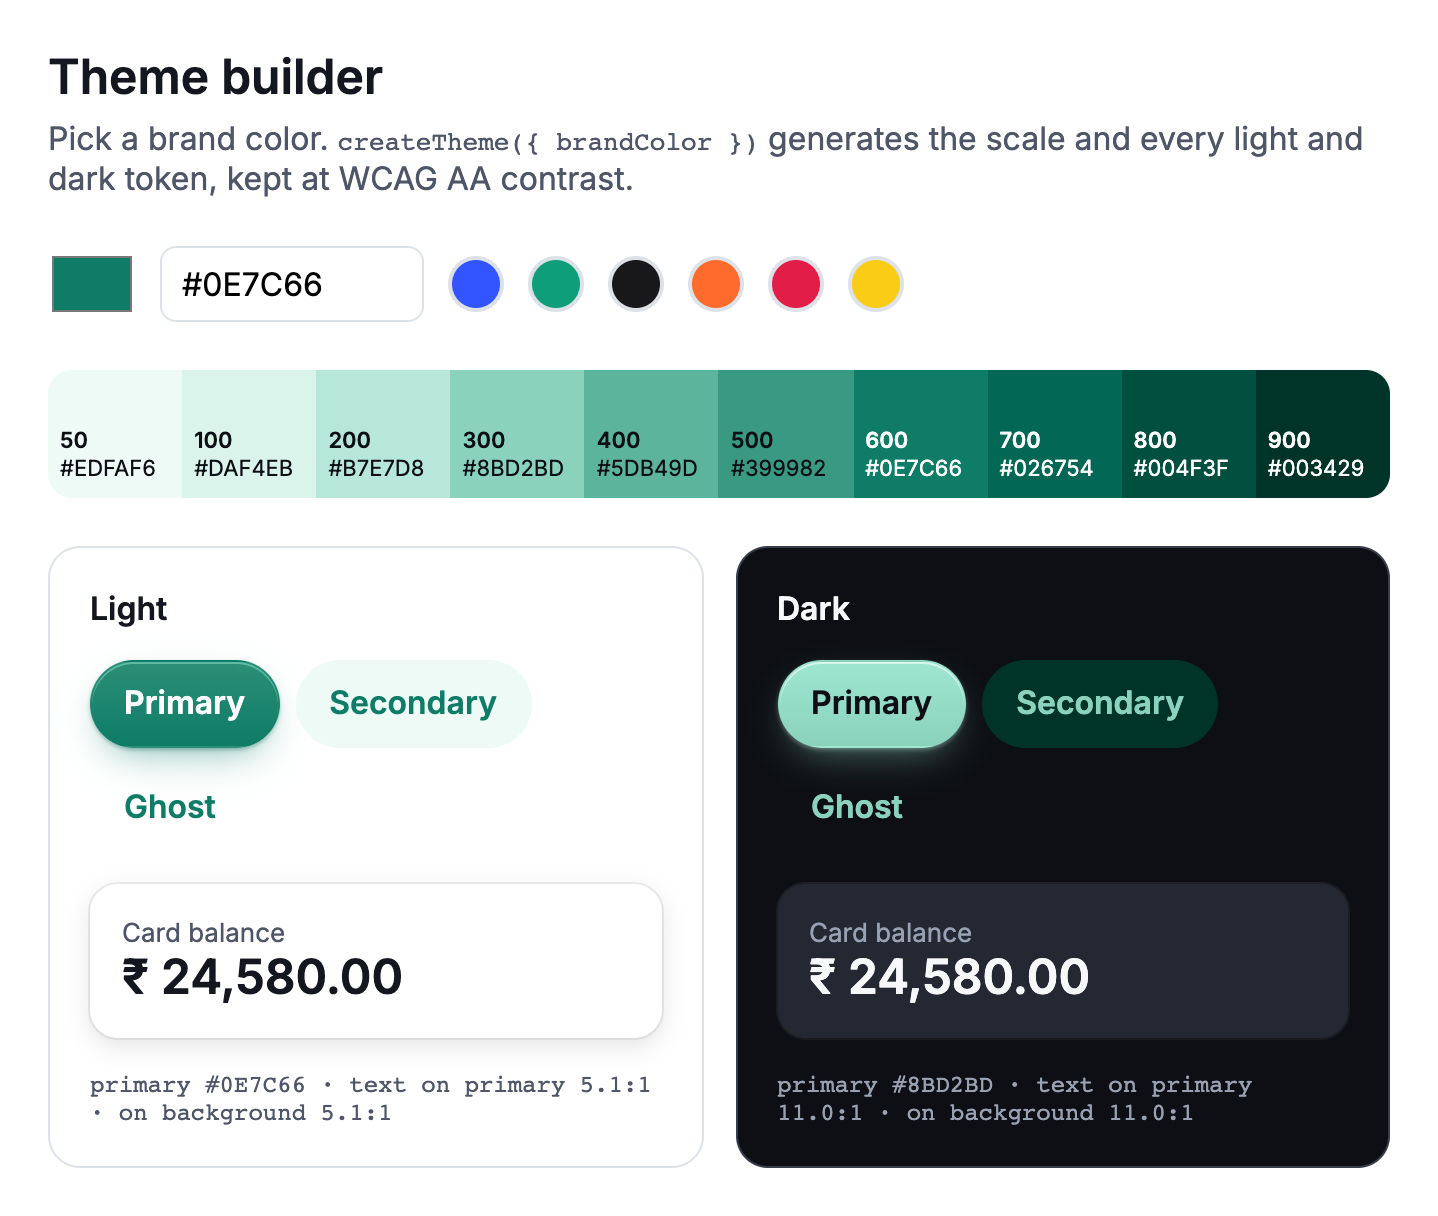 Theme builder
Pick a brand color. createTheme({ brandColor }) generates the scale and every light and
dark token, kept at WCAG AA contrast.
#0E7C66
50 100 200 300 400 500 600 700 800 900
#EDFAF6 #DAF4EB #B7E7D8 #8BD2BD #5DB49D #399982 #0E7C66 #026754 #004F3F #003429
Light
Primary Secondary
Ghost
Card balance
₹ 24,580.00
primary #0E7C66 · text on primary 5.1:1
· on background 5.1:1
Dark
Primary Secondary
Ghost
Card balance
₹ 24,580.00
primary #8BD2BD · text on primary
11.0:1 · on background 11.0:1